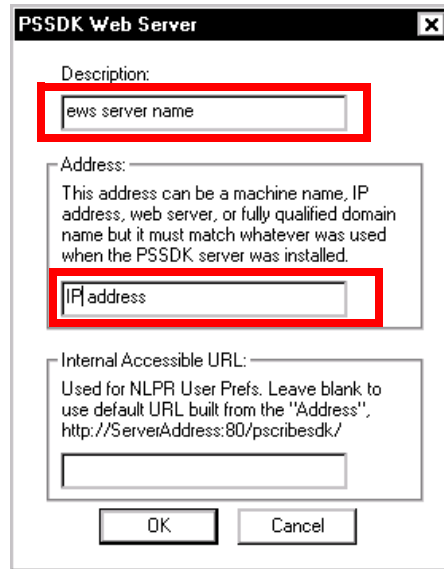 PSSDK Web Server
Description:
ews server name
Address:
This address can be a machine name, IP
address, web server, or fully qualified domain
name but it must match whatever was used
when the PSSDK server was installed.
IP address
Internal Accessible URL:
Used for NLPR User Prefs. Leave blank to
use default URL built from the "Address",
http://ServerAddress:80/pscribesdk/
OK Cancel